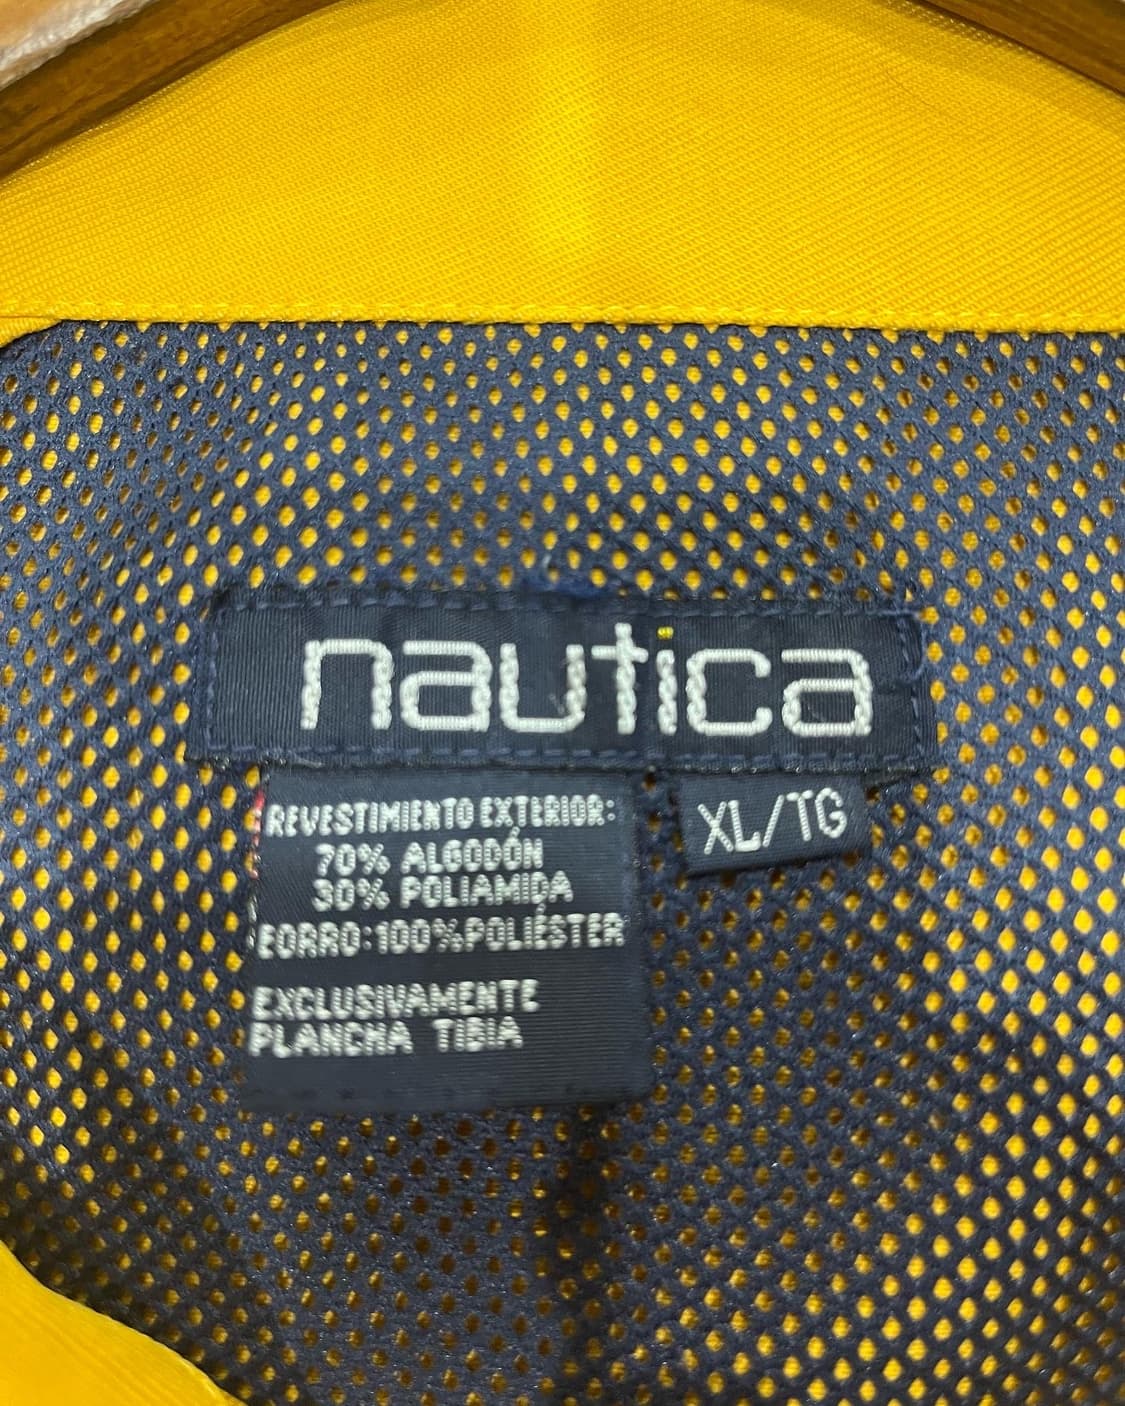 nautica
XL/TG
REVESTIMIENTO EXTERIOR:
70% ALGODÓN
30% POLIAMIDA
FORRO: 100% POLIÉSTER
EXCLUSIVAMENTE
PLANCHA TIBIA